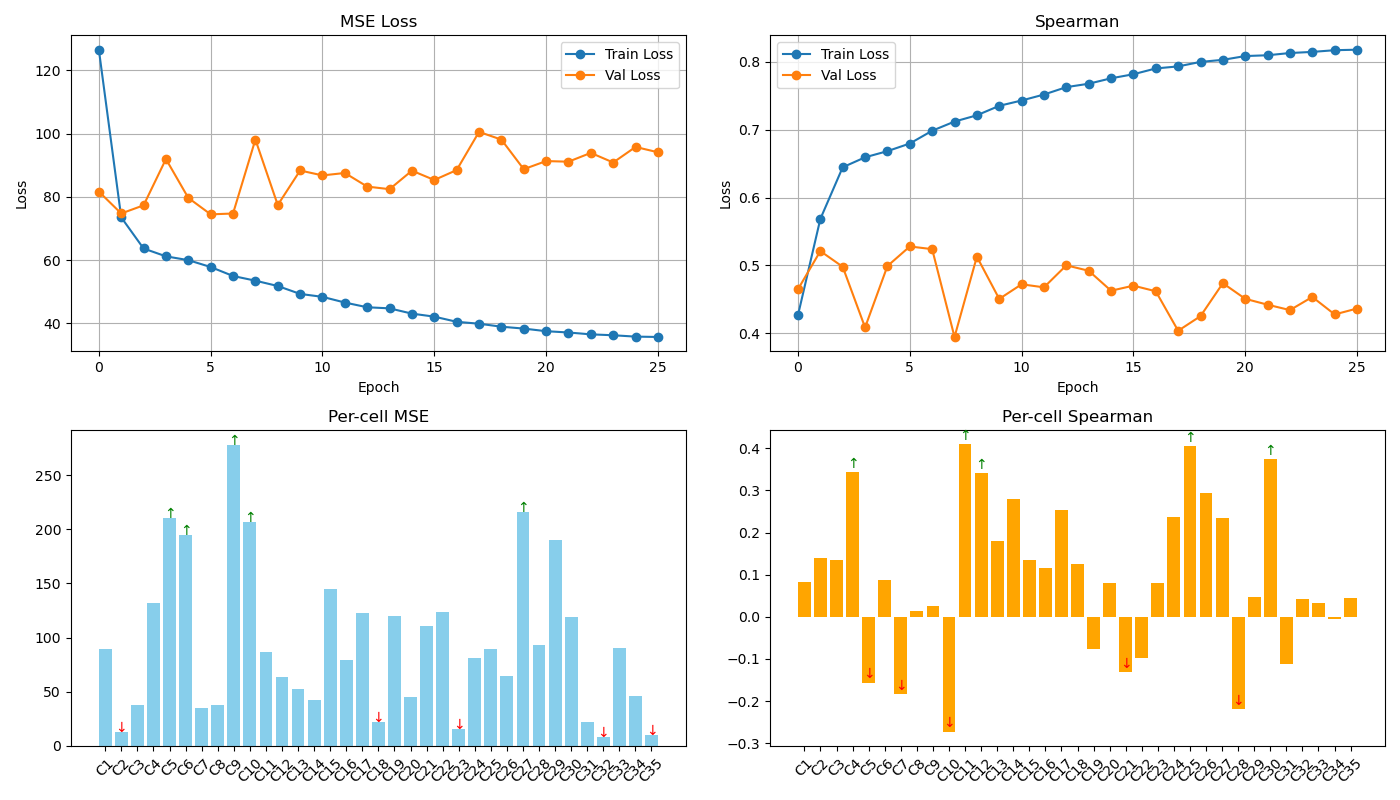 MSE Loss
Train Loss
Val Loss
120
100
80
60
40
Loss
0 5 10 15 20 25
Epoch
Spearman
Train Loss
Val Loss
0.8
0.7
0.6
0.5
0.4
Loss
0 5 10 15 20 25
Epoch
Per-cell MSE
250
200
150
100
50
0
↑ ↑ ↑ ↑ ↑
↓ ↓ ↓ ↓ ↓
C1 C2 C3 C4 C5 C6 C7 C8 C9 C10 C11 C12 C13 C14 C15 C16 C17 C18 C19 C20 C21 C22 C23 C24 C25 C26 C27 C28 C29 C30 C31 C32 C33 C34 C35
Per-cell Spearman
0.4
0.3
0.2
0.1
0.0
−0.1
−0.2
−0.3
↑ ↑ ↑ ↑ ↑
↓ ↓ ↓ ↓ ↓
C1 C2 C3 C4 C5 C6 C7 C8 C9 C10 C11 C12 C13 C14 C15 C16 C17 C18 C19 C20 C21 C22 C23 C24 C25 C26 C27 C28 C29 C30 C31 C32 C33 C34 C35